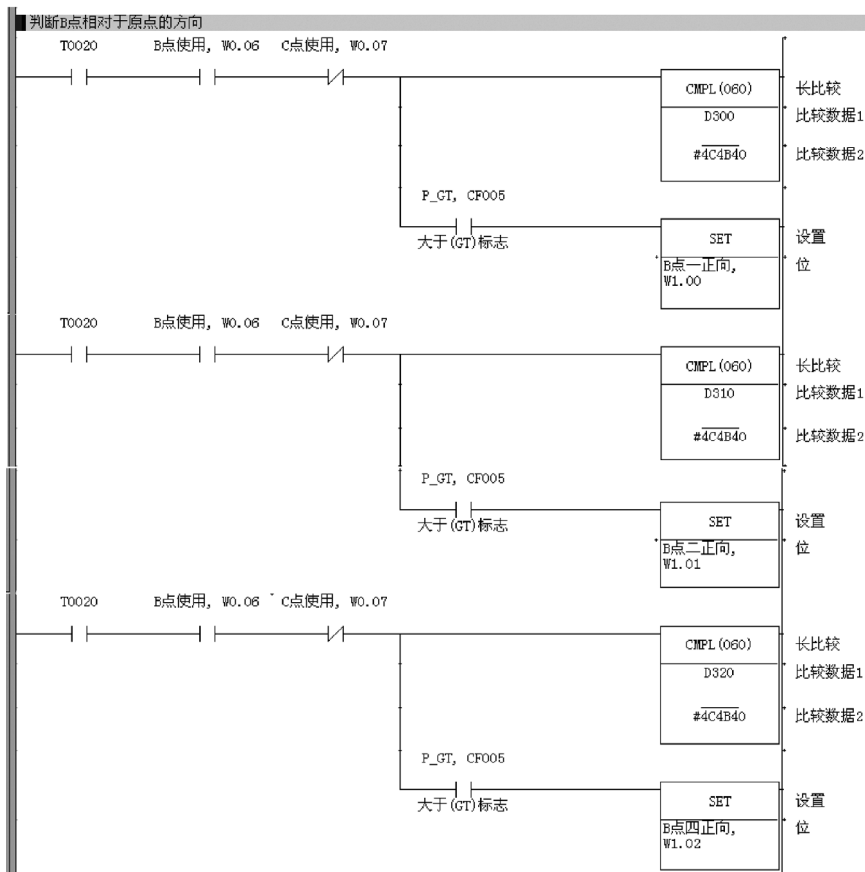 判断B点相对于原点的方向
T0020 B点使用, W0.06 C点使用, W0.07
CMPL(060) 长比较
D300 比较数据1
#4C4B40 比较数据2
P_GT, CF005
大于(GT)标志
SET 设置
B点一正向, 位
W1.00
T0020 B点使用, W0.06 C点使用, W0.07
CMPL(060) 长比较
D310 比较数据1
#4C4B40 比较数据2
P_GT, CF005
大于(GT)标志
SET 设置
B点二正向, 位
W1.01
T0020 B点使用, W0.06 C点使用, W0.07
CMPL(060) 长比较
D320 比较数据1
#4C4B40 比较数据2
P_GT, CF005
大于(GT)标志
SET 设置
B点四正向, 位
W1.02